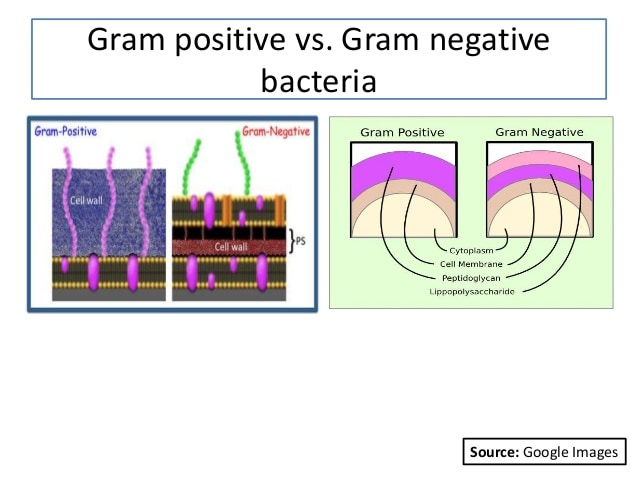 Gram positive vs. Gram negative
bacteria
Gram-Positive
Gram-Negative
Cell wall
Cell wall
PS
Gram Positive
Gram Negative
Cytoplasm
Cell Membrane
Peptidoglycan
Lippopolysaccharide
Source: Google Images